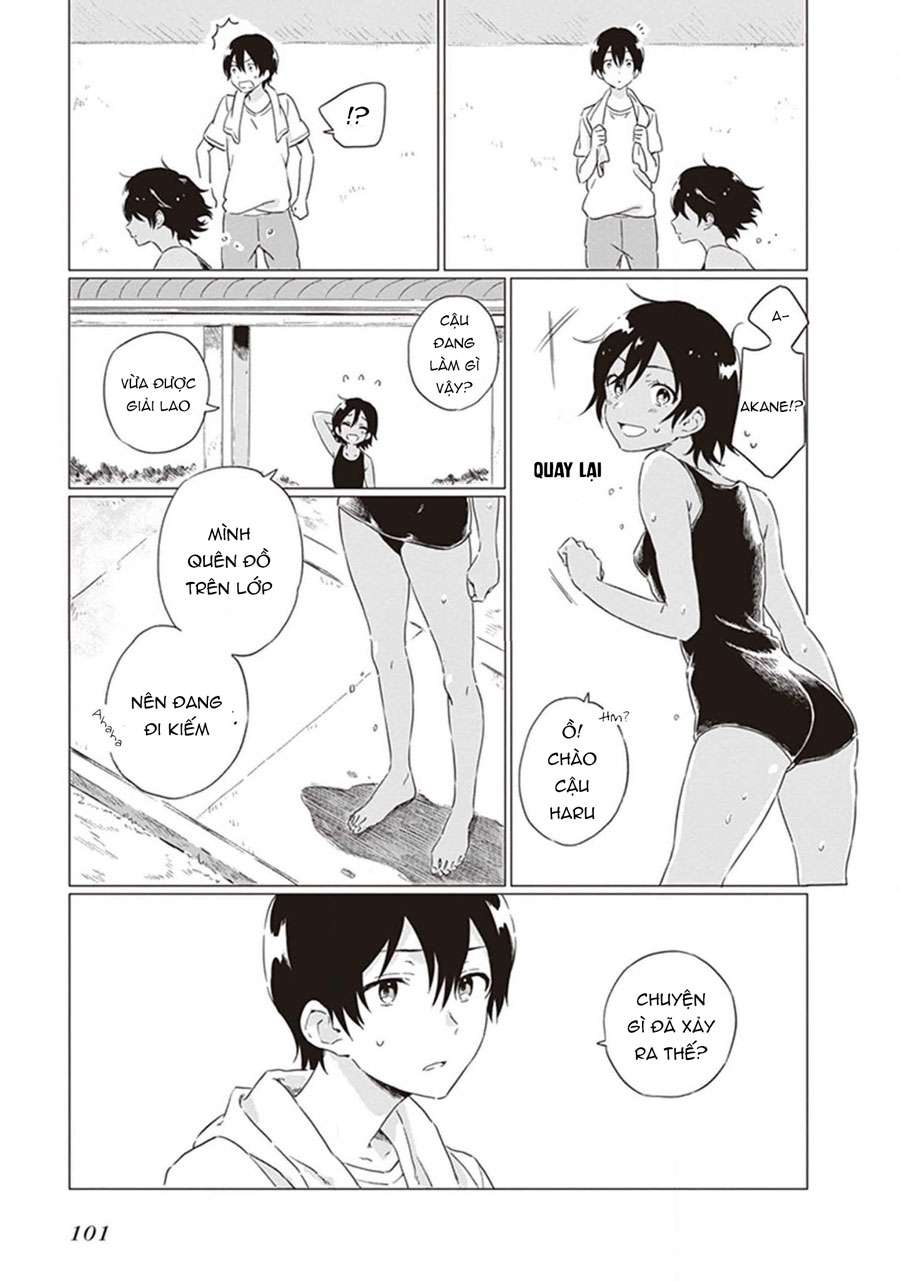 !?
A-
AKANE!?
QUAY LẠI
Hm?
Ồ!
CHÀO
CẬU
HARU
CẬU
ĐANG
LÀM GÌ
VẬY?
VỪA ĐƯỢC
GIẢI LAO
MÌNH
QUÊN ĐỒ
TRÊN LỚP
NÊN ĐANG
ĐI KIẾM
Ahaha
CHUYỆN
GÌ ĐÃ XẢY
RA THẾ?
101